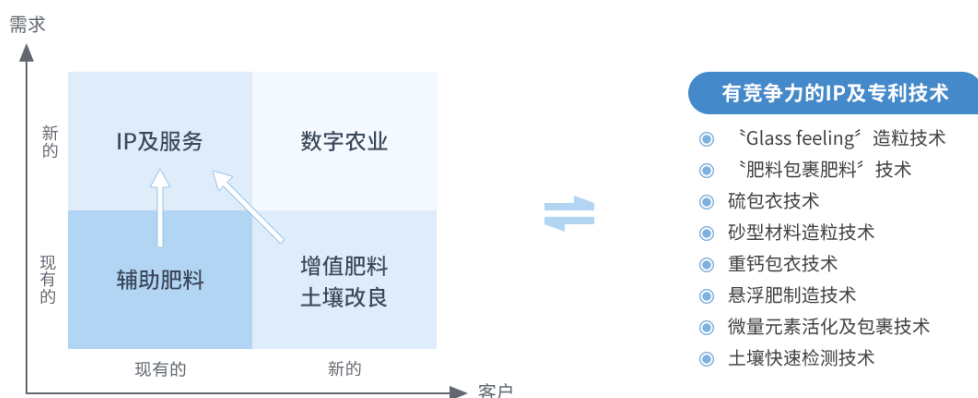 需求
新的
IP及服务
数字农业
现有的
辅助肥料
增值肥料
土壤改良
现有的
新的
客户
有竞争力的IP及专利技术
〝Glass feeling〞造粒技术
〝肥料包裹肥料〞技术
硫包衣技术
砂型材料造粒技术
重钙包衣技术
悬浮肥制造技术
微量元素活化及包裹技术
土壤快速检测技术